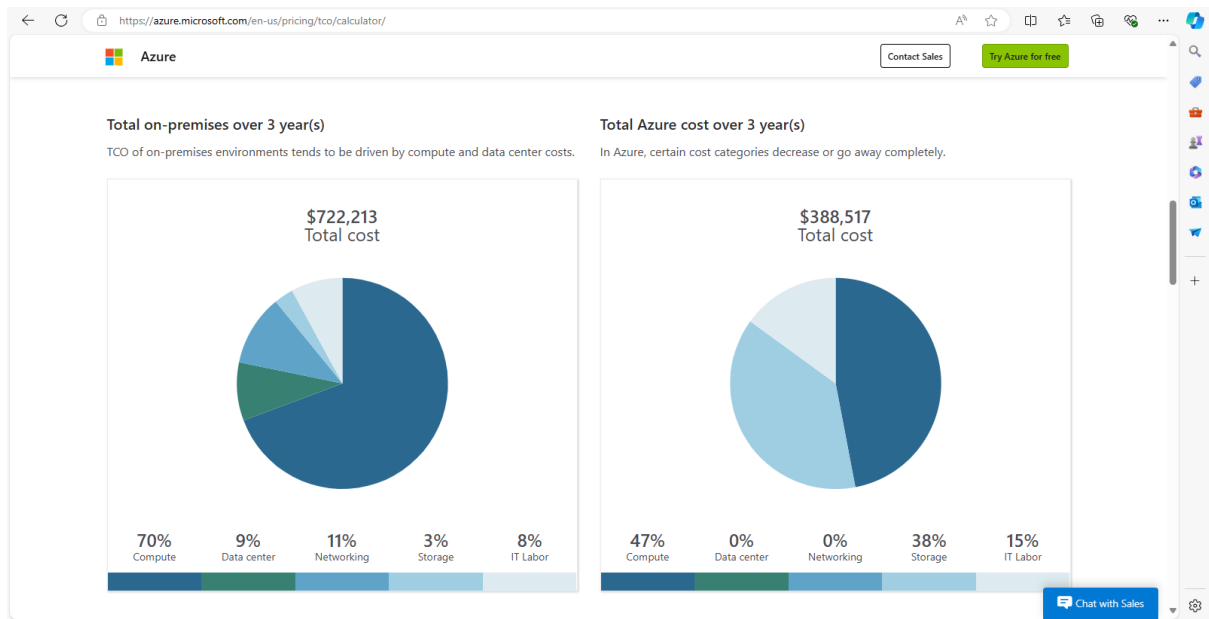 https://azure.microsoft.com/en-us/pricing/tco/calculator/
Azure
Contact Sales
Try Azure for free
Total on-premises over 3 year(s)
TCO of on-premises environments tends to be driven by compute and data center costs.
$722,213
Total cost
70% 9% 11% 3% 8%
Compute Data center Networking Storage IT Labor
Total Azure cost over 3 year(s)
In Azure, certain cost categories decrease or go away completely.
$388,517
Total cost
47% 0% 0% 38% 15%
Compute Data center Networking Storage IT Labor
Chat with Sales